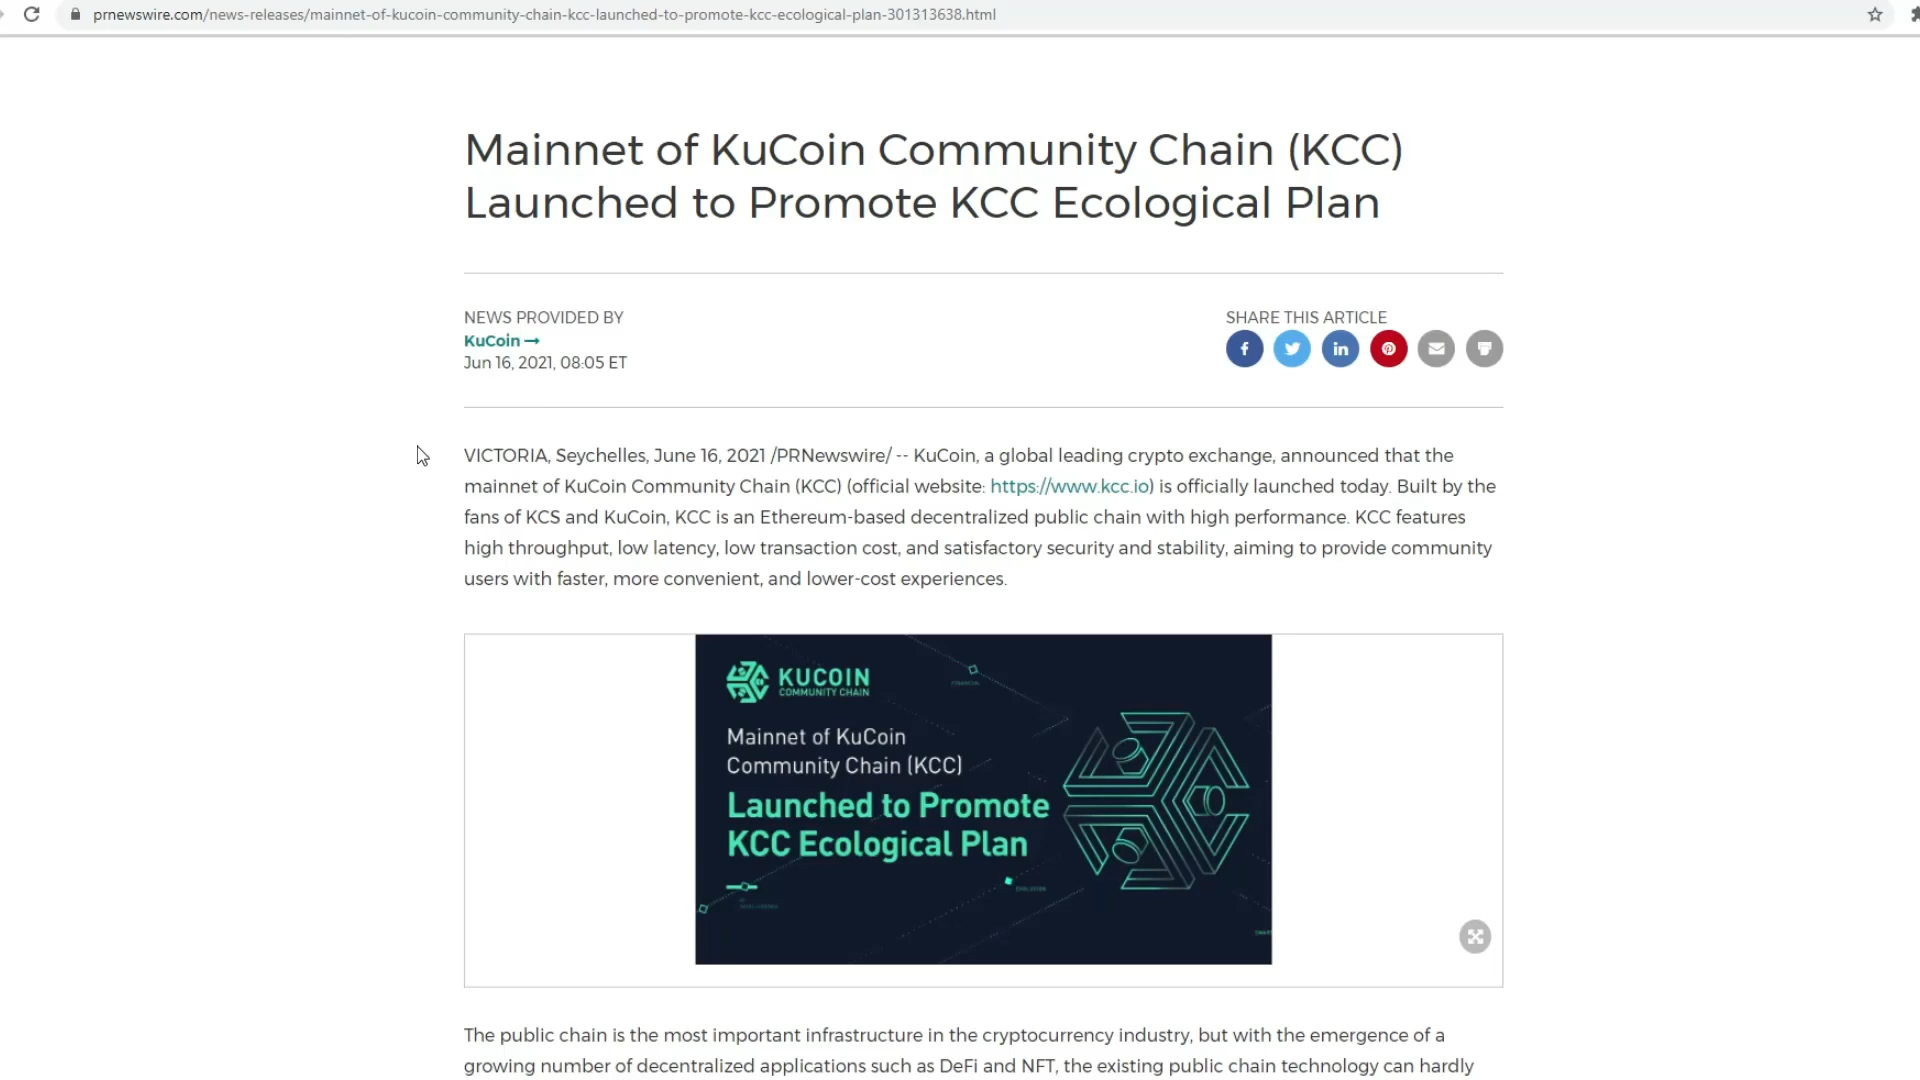 prnewswire.com/news-releases/mainnet-of-kucoin-community-chain-kcc-launched-to-promote-kcc-ecological-plan-301313638.html
Mainnet of KuCoin Community Chain (KCC)
Launched to Promote KCC Ecological Plan
NEWS PROVIDED BY
KuCoin →
Jun 16, 2021, 08:05 ET
SHARE THIS ARTICLE
VICTORIA, Seychelles, June 16, 2021 /PRNewswire/ -- KuCoin, a global leading crypto exchange, announced that the
mainnet of KuCoin Community Chain (KCC) (official website: https://www.kcc.io) is officially launched today. Built by the
fans of KCS and KuCoin, KCC is an Ethereum-based decentralized public chain with high performance. KCC features
high throughput, low latency, low transaction cost, and satisfactory security and stability, aiming to provide community
users with faster, more convenient, and lower-cost experiences.
KUCOIN
COMMUNITY CHAIN
Mainnet of KuCoin
Community Chain (KCC)
Launched to Promote
KCC Ecological Plan
The public chain is the most important infrastructure in the cryptocurrency industry, but with the emergence of a
growing number of decentralized applications such as DeFi and NFT, the existing public chain technology can hardly